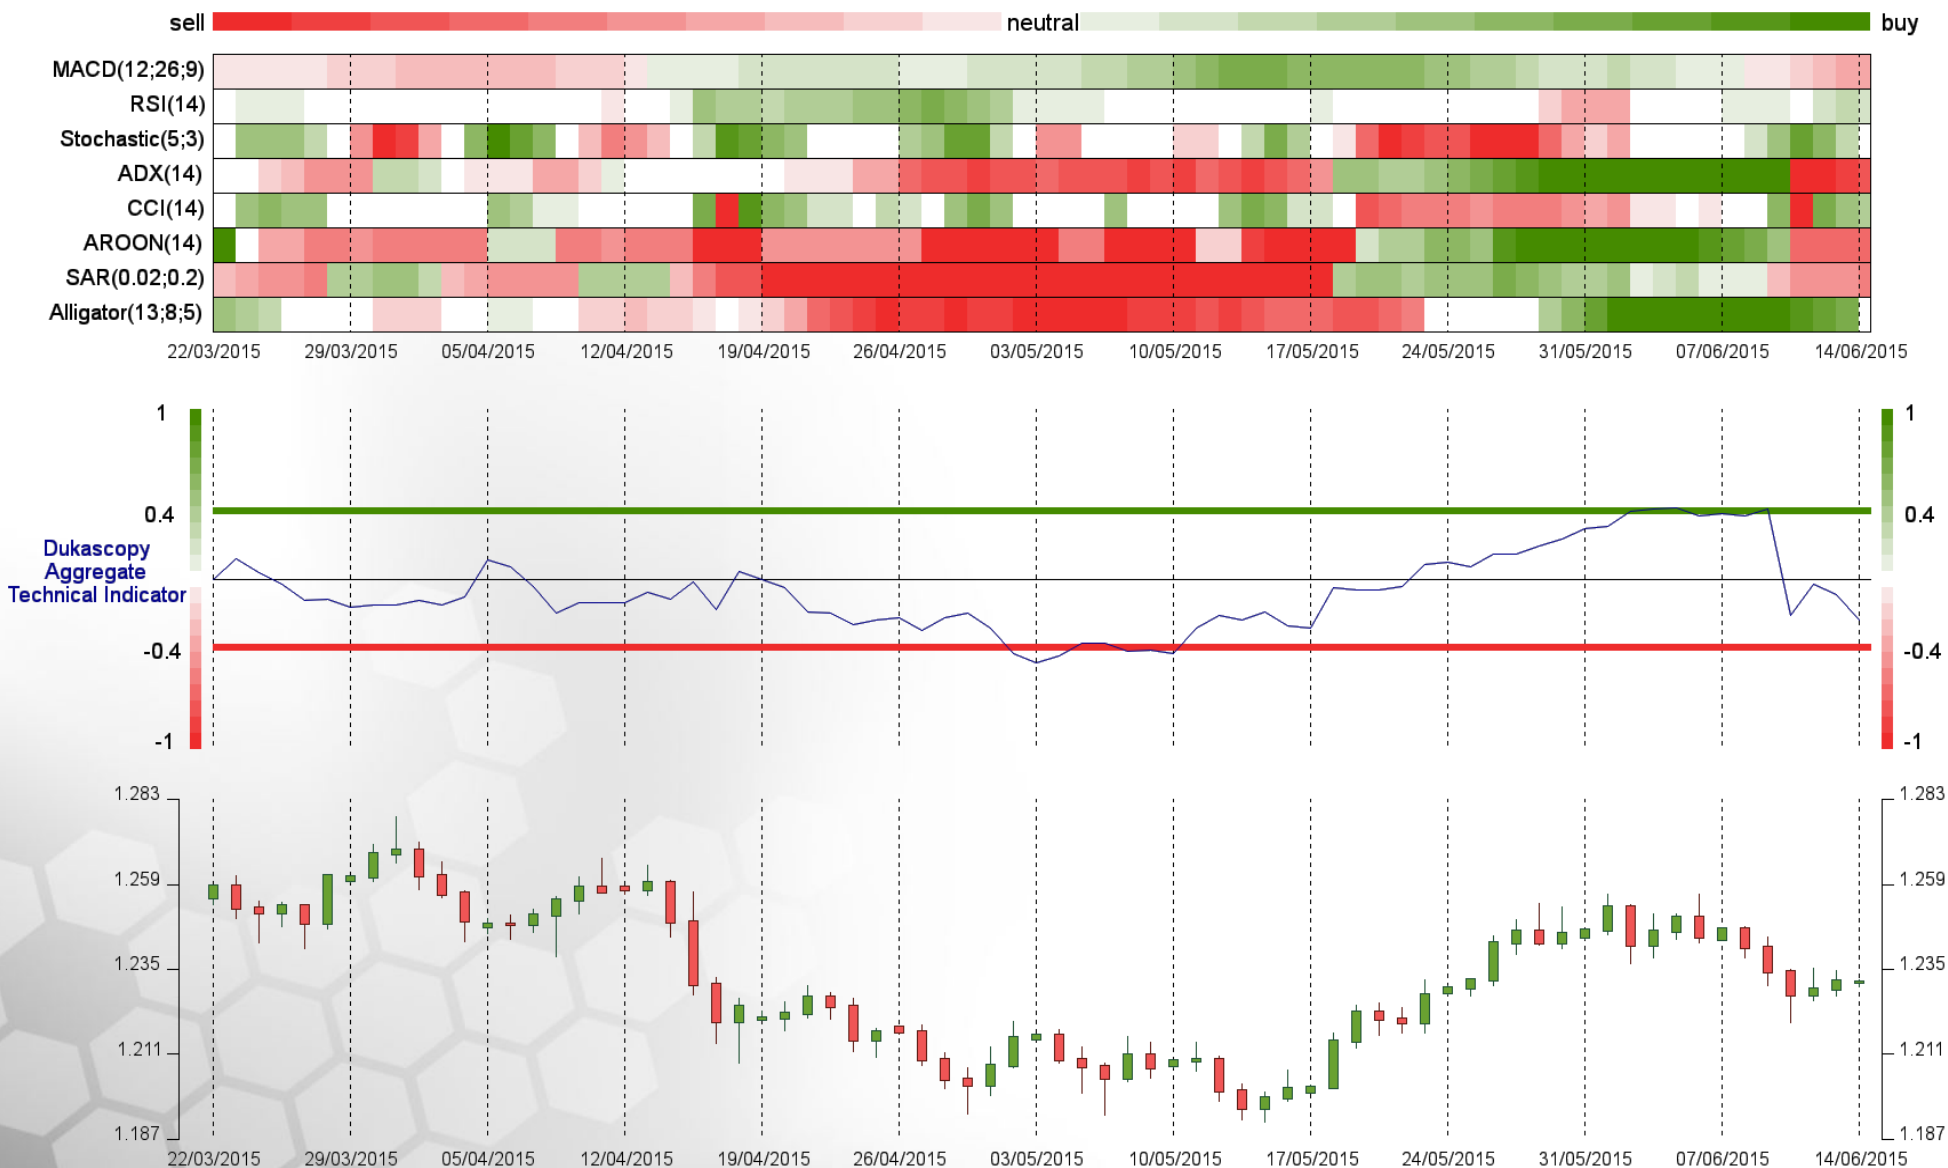 sell neutral buy
MACD(12;26;9)
RSI(14)
Stochastic(5;3)
ADX(14)
CCI(14)
AROON(14)
SAR(0.02;0.2)
Alligator(13;8;5)
22/03/2015 29/03/2015 05/04/2015 12/04/2015 19/04/2015 26/04/2015 03/05/2015 10/05/2015 17/05/2015 24/05/2015 31/05/2015 07/06/2015 14/06/2015
1 1
0.4 0.4
Dukascopy
Aggregate
Technical Indicator
-0.4 -0.4
-1 -1
1.283 1.283
1.259 1.259
1.235 1.235
1.211 1.211
1.187 1.187
22/03/2015 29/03/2015 05/04/2015 12/04/2015 19/04/2015 26/04/2015 03/05/2015 10/05/2015 17/05/2015 24/05/2015 31/05/2015 07/06/2015 14/06/2015